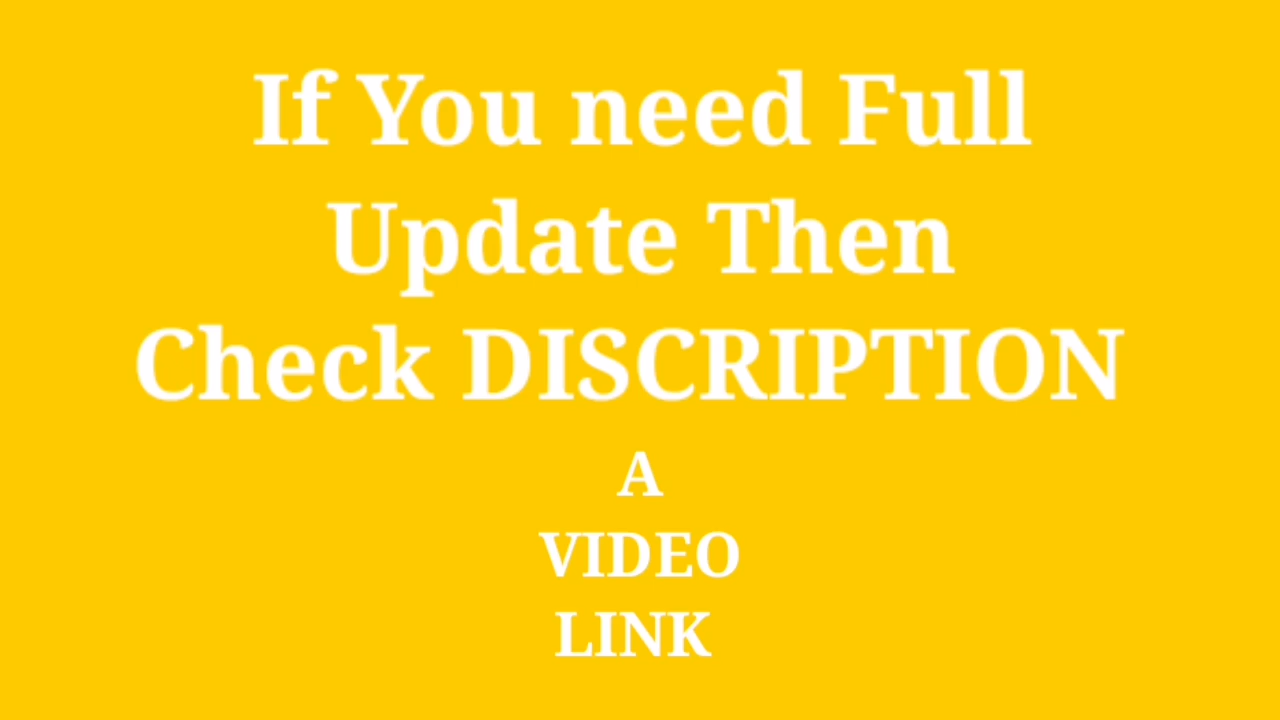 If You need Full
Update Then
Check DISCRIPTION
A
VIDEO
LINK